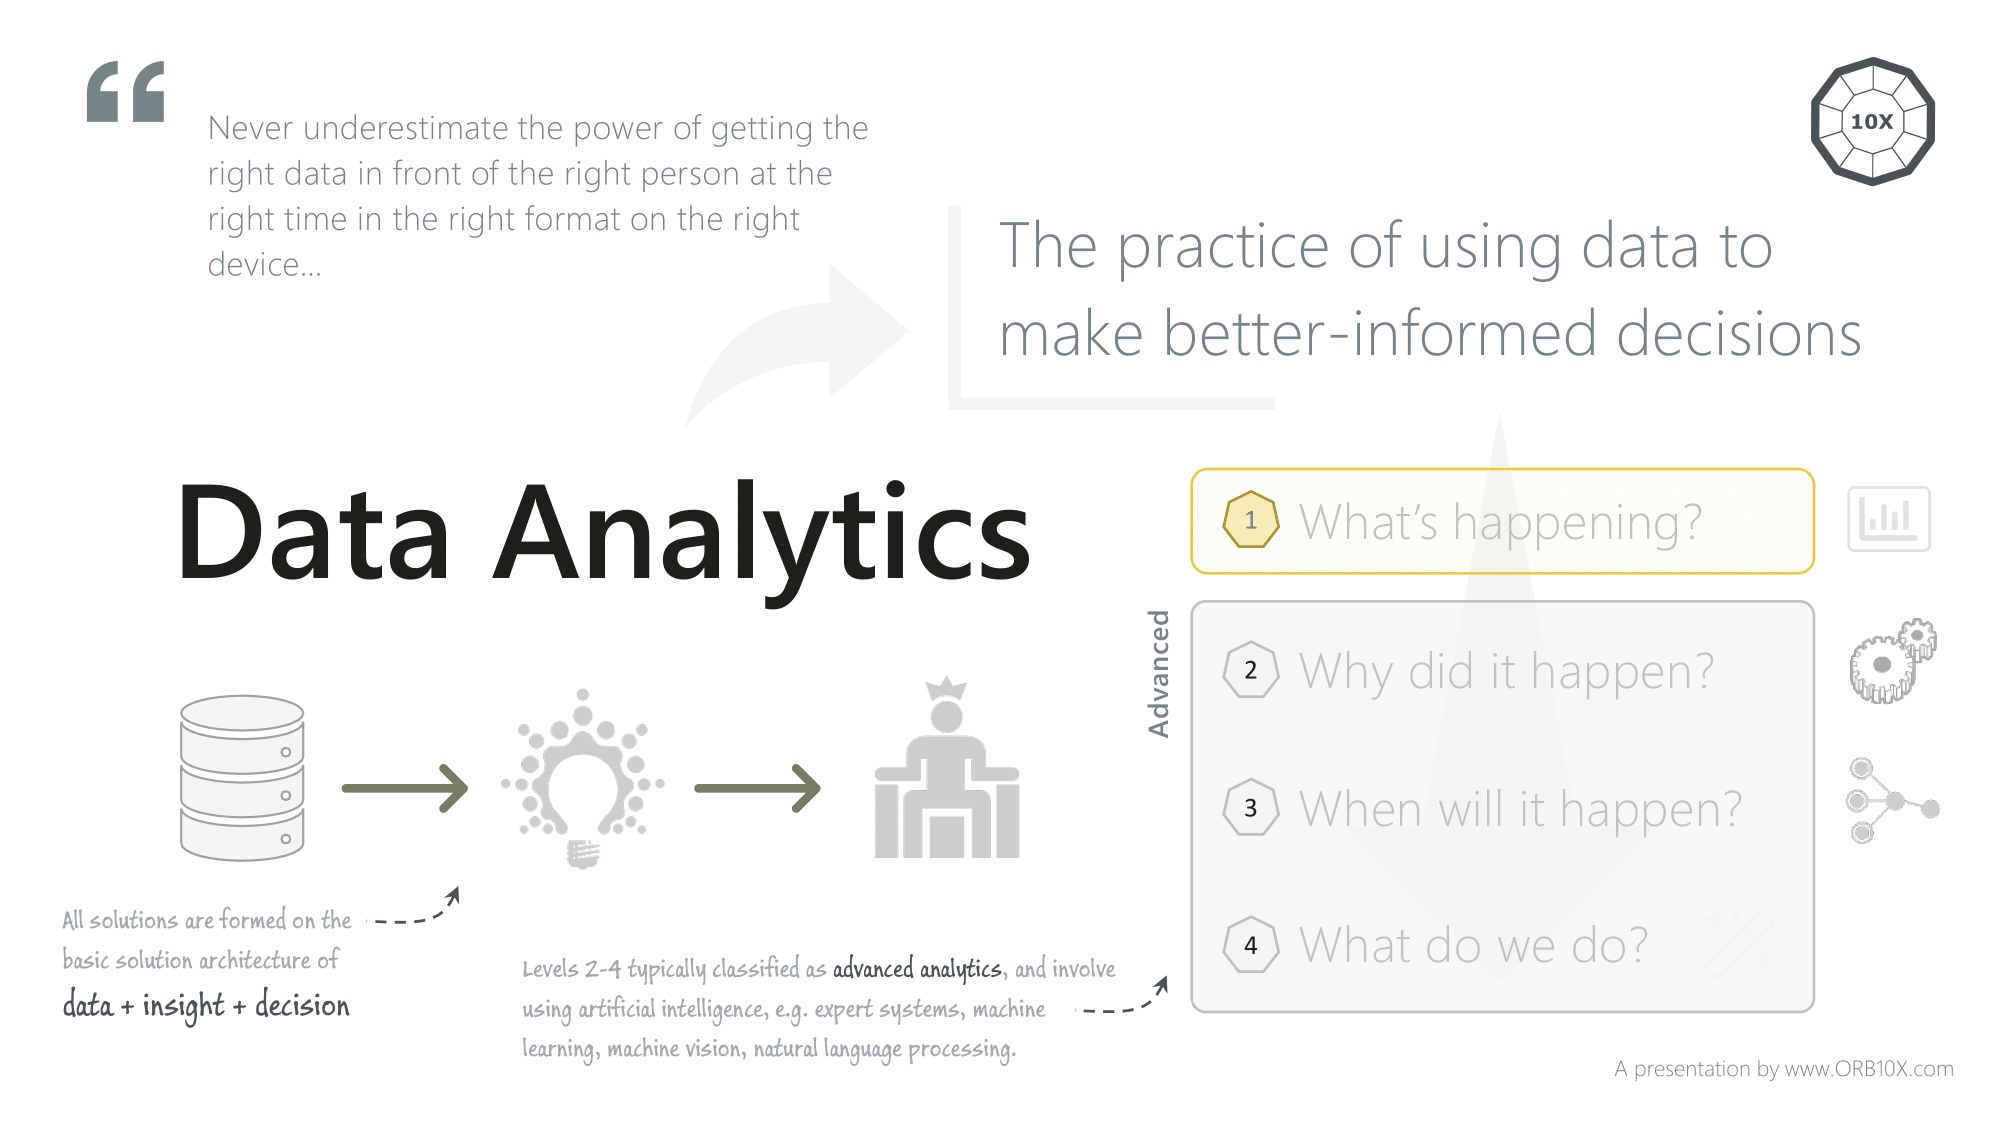 “
Never underestimate the power of getting the
right data in front of the right person at the
right time in the right format on the right
device...
10X
The practice of using data to
make better-informed decisions
Data Analytics
1 What’s happening?
Advanced
2 Why did it happen?
3 When will it happen?
4 What do we do?
All solutions are formed on the
basic solution architecture of
data + insight + decision
Levels 2-4 typically classified as advanced analytics, and involve
using artificial intelligence, e.g. expert systems, machine
learning, machine vision, natural language processing.
A presentation by www.ORB10X.com